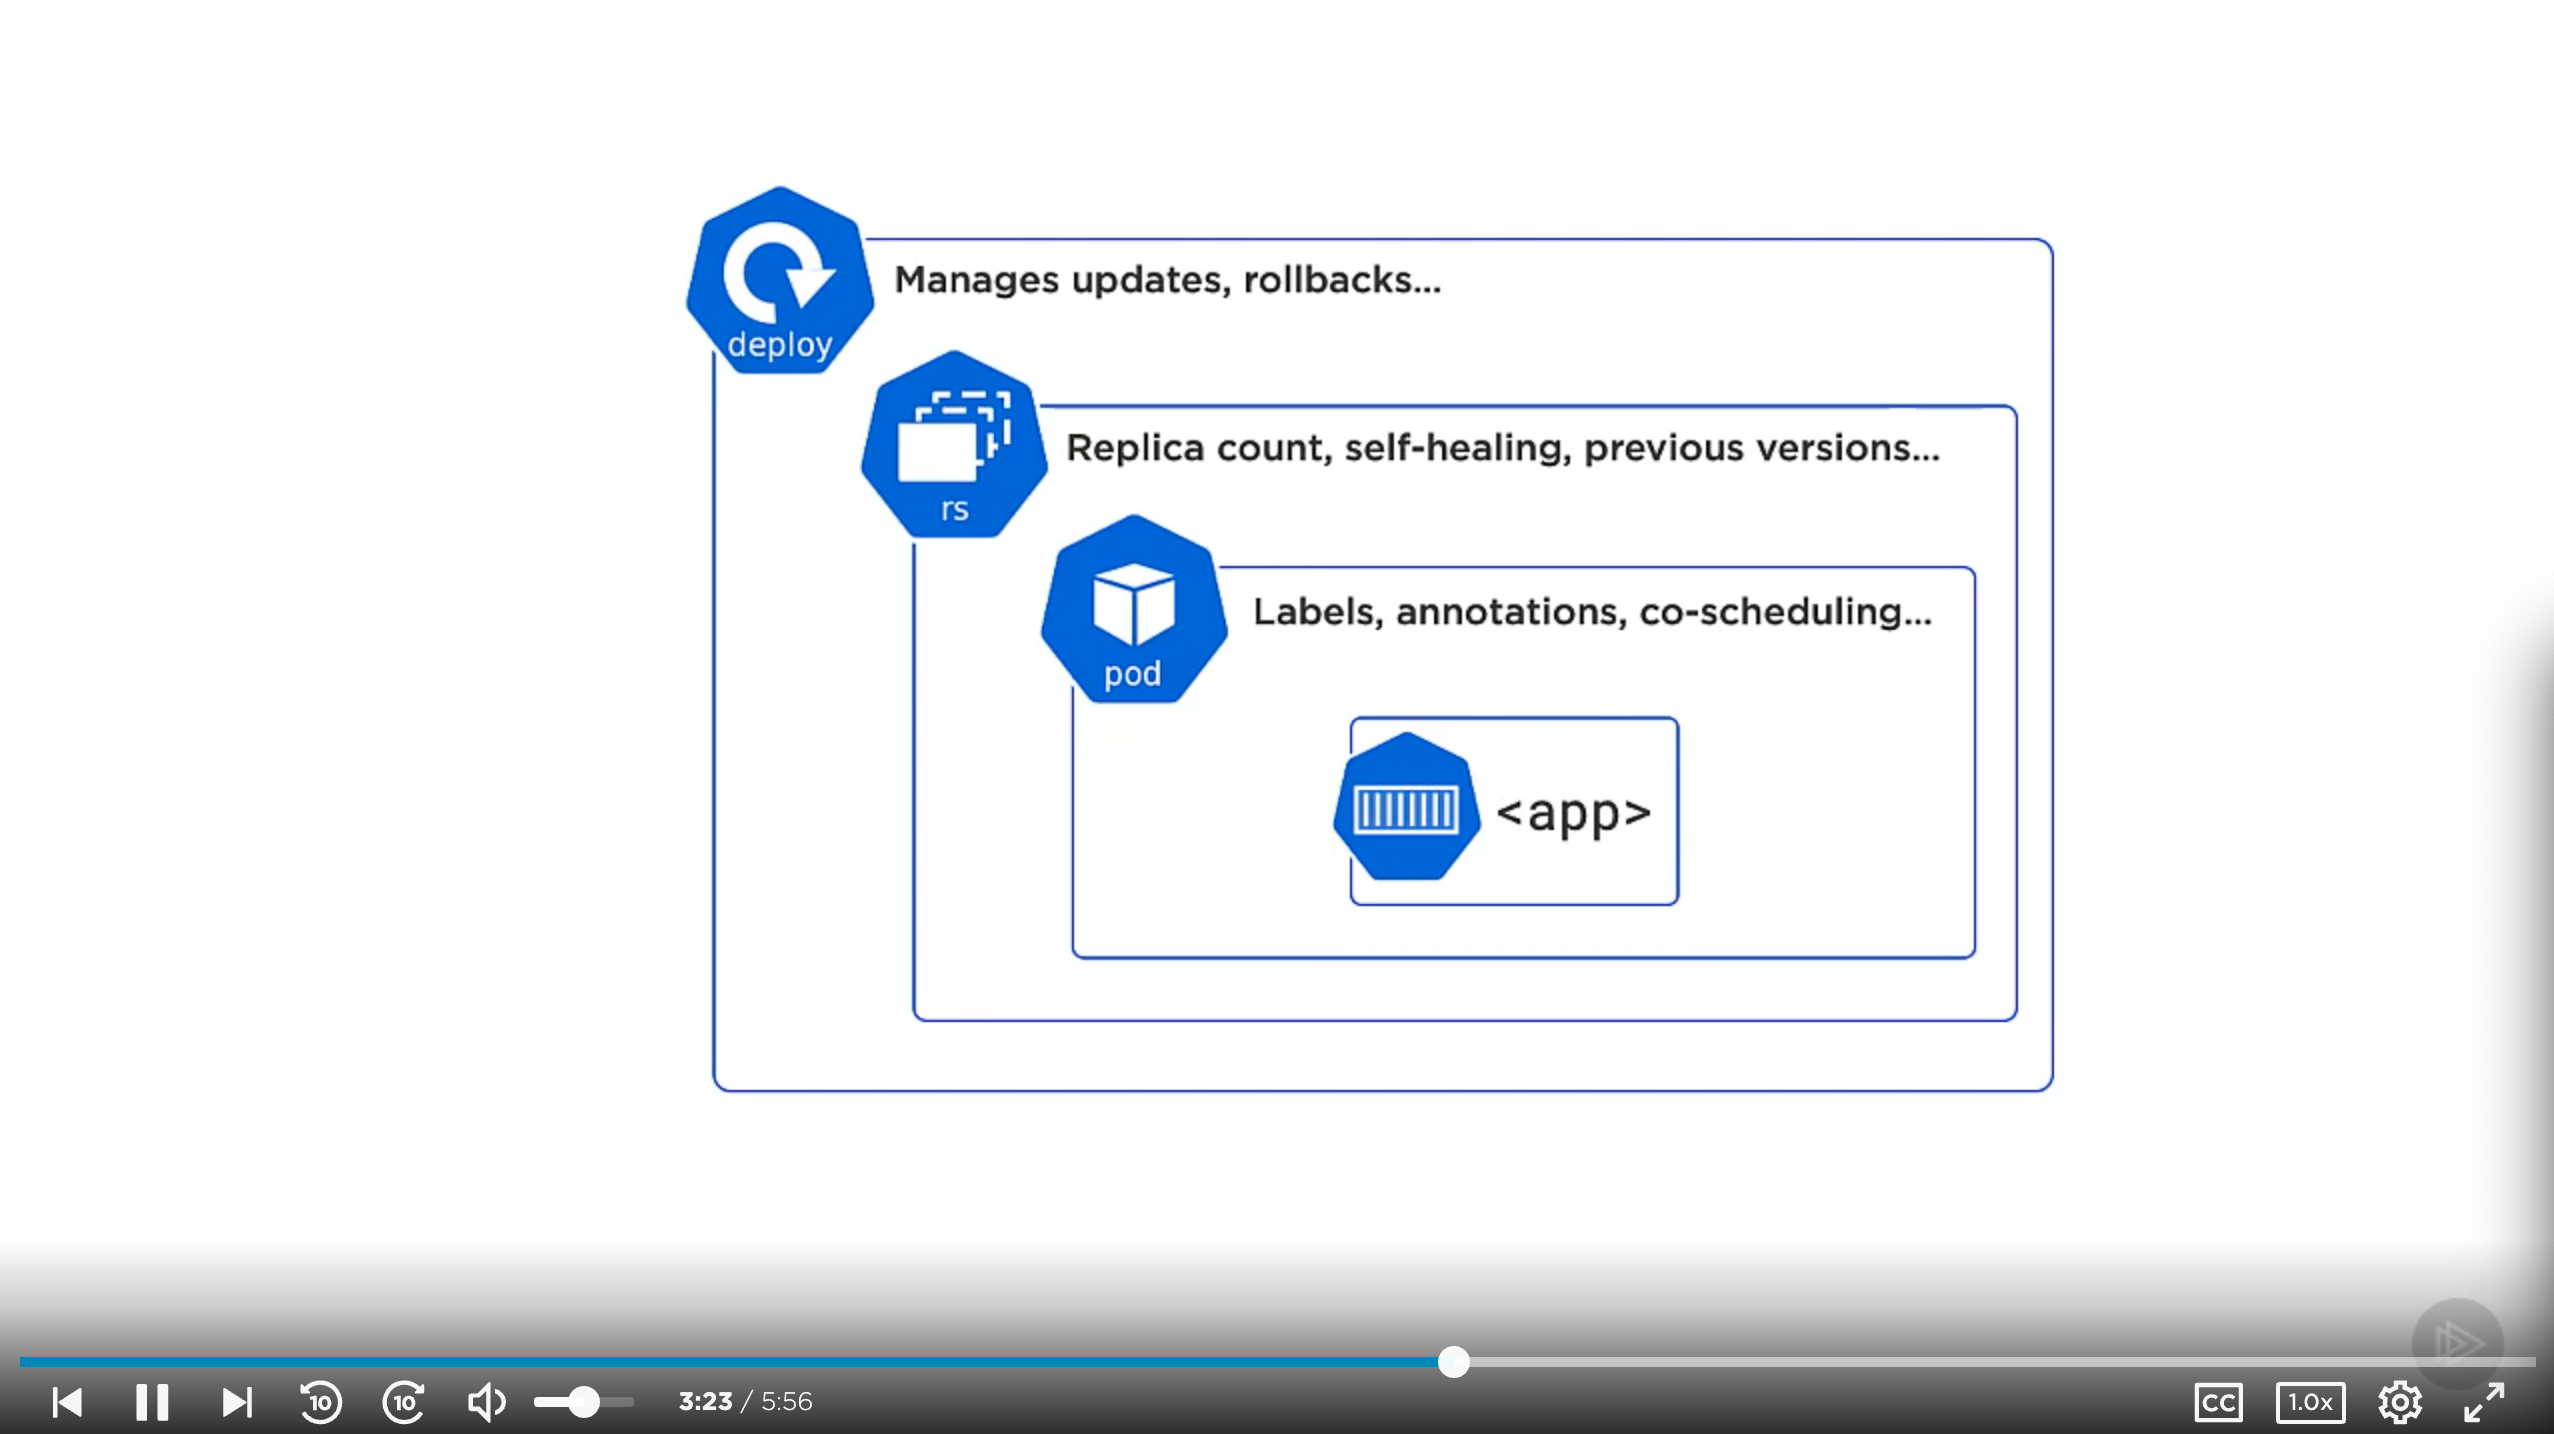 Manages updates, rollbacks...
deploy
Replica count, self-healing, previous versions...
rs
Labels, annotations, co-scheduling...
pod
<app>
10
10
3:23 / 5:56
CC
1.0x